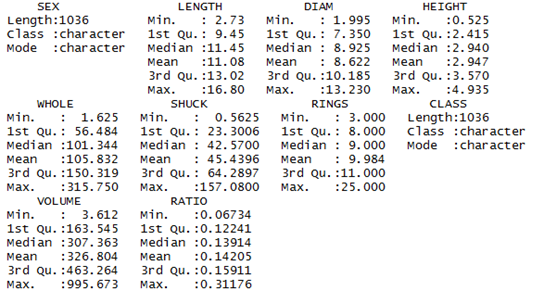 SEX LENGTH DIAM HEIGHT
Length:1036 Min. : 2.73 Min. : 1.995 Min. :0.525
Class :character 1st Qu.: 9.45 1st Qu.: 7.350 1st Qu.:2.415
Mode :character Median :11.45 Median : 8.925 Median :2.940
Mean :11.08 Mean : 8.622 Mean :2.947
3rd Qu.:13.02 3rd Qu.:10.185 3rd Qu.:3.570
Max. :16.80 Max. :13.230 Max. :4.935
WHOLE SHUCK RINGS CLASS
Min. : 1.625 Min. : 0.5625 Min. : 3.000 Length:1036
1st Qu.: 56.484 1st Qu.: 23.3006 1st Qu.: 8.000 Class :character
Median :101.344 Median : 42.5700 Median : 9.000 Mode :character
Mean :105.832 Mean : 45.4396 Mean : 9.984
3rd Qu.:150.319 3rd Qu.: 64.2897 3rd Qu.:11.000
Max. :315.750 Max. :157.0800 Max. :25.000
VOLUME RATIO
Min. : 3.612 Min. :0.06734
1st Qu.:163.545 1st Qu.:0.12241
Median :307.363 Median :0.13914
Mean :326.804 Mean :0.14205
3rd Qu.:463.264 3rd Qu.:0.15911
Max. :995.673 Max. :0.31176